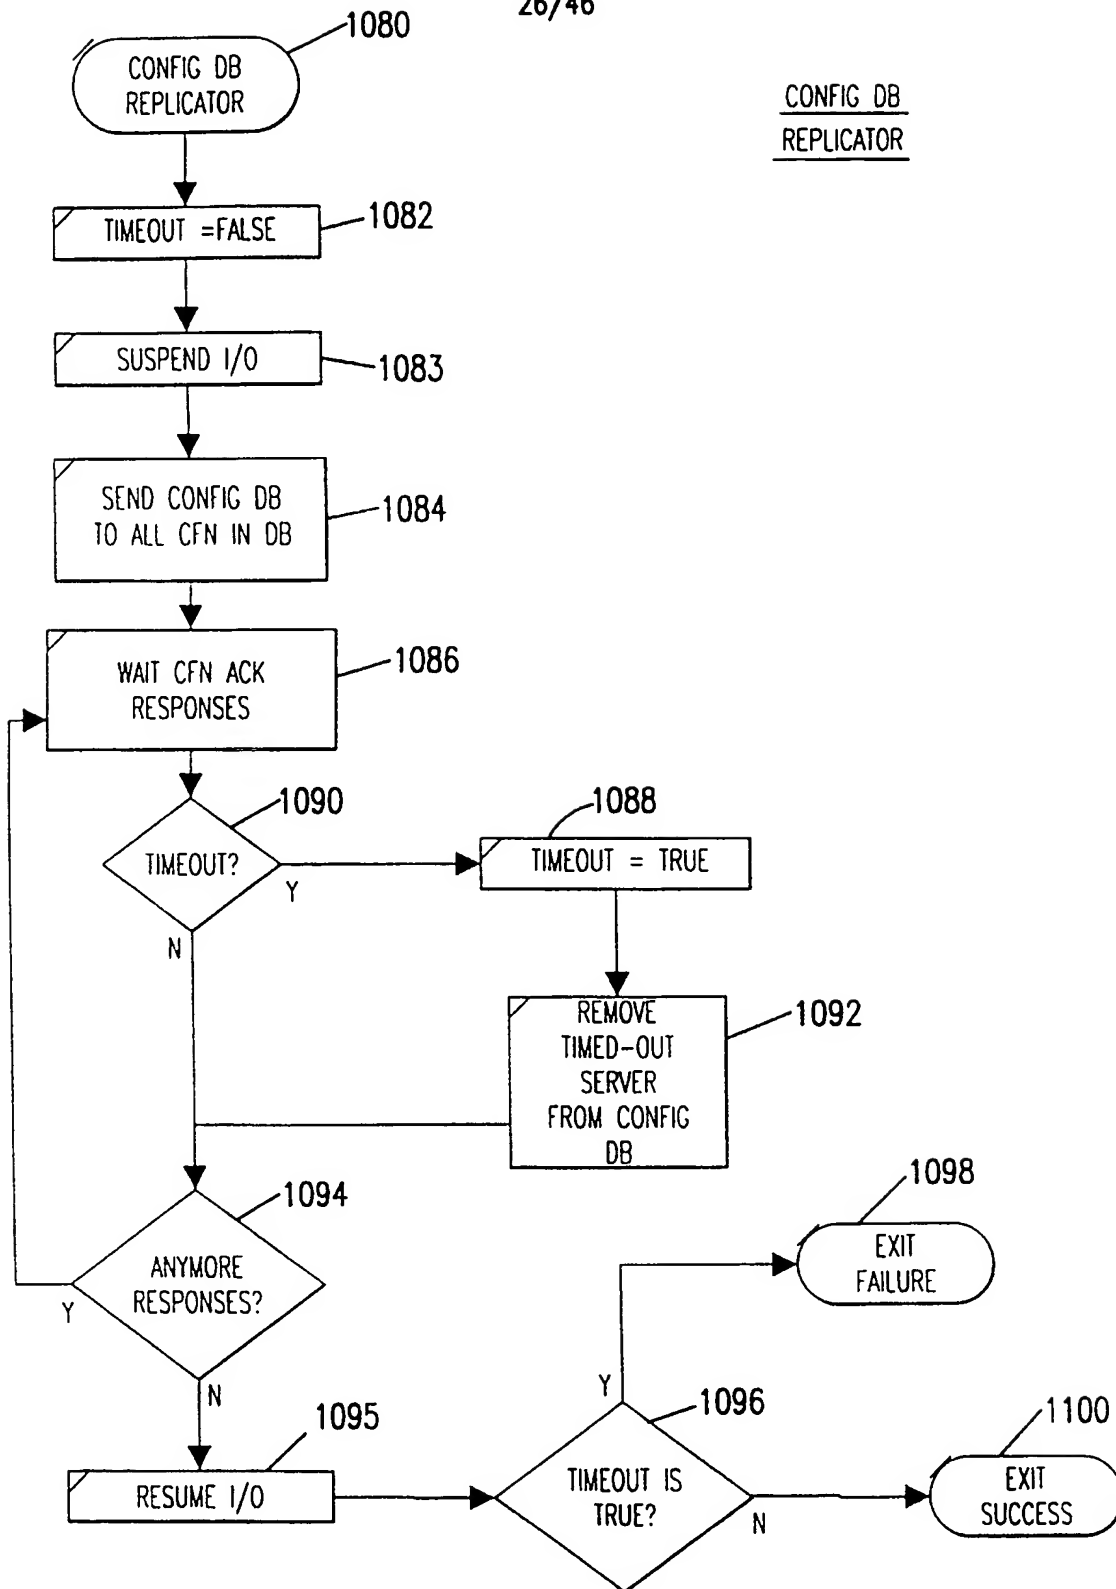 26/46
1080
CONFIG DB
REPLICATOR
CONFIG DB
REPLICATOR
TIMEOUT =FALSE
1082
SUSPEND I/O
1083
SEND CONFIG DB
TO ALL CFN IN DB
1084
WAIT CFN ACK
RESPONSES
1086
1090
TIMEOUT?
Y
N
1088
TIMEOUT = TRUE
REMOVE
TIMED-OUT
SERVER
FROM CONFIG
DB
1092
1094
ANYMORE
RESPONSES?
Y
N
1098
EXIT
FAILURE
1095
RESUME I/O
Y
1096
TIMEOUT IS
TRUE?
N
1100
EXIT
SUCCESS